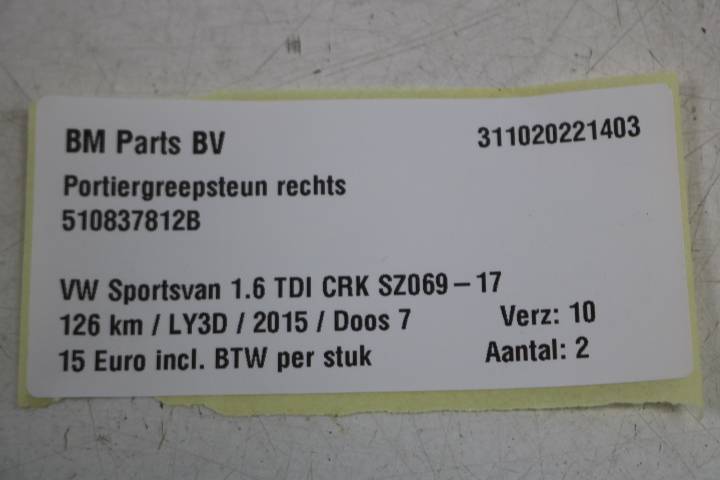 BM Parts BV 311020221403
Portiergreepsteun rechts
510837812B
VW Sportsvan 1.6 TDI CRK SZ069-17
126 km / LY3D / 2015 / Doos 7 Verz: 10
15 Euro incl. BTW per stuk Aantal: 2